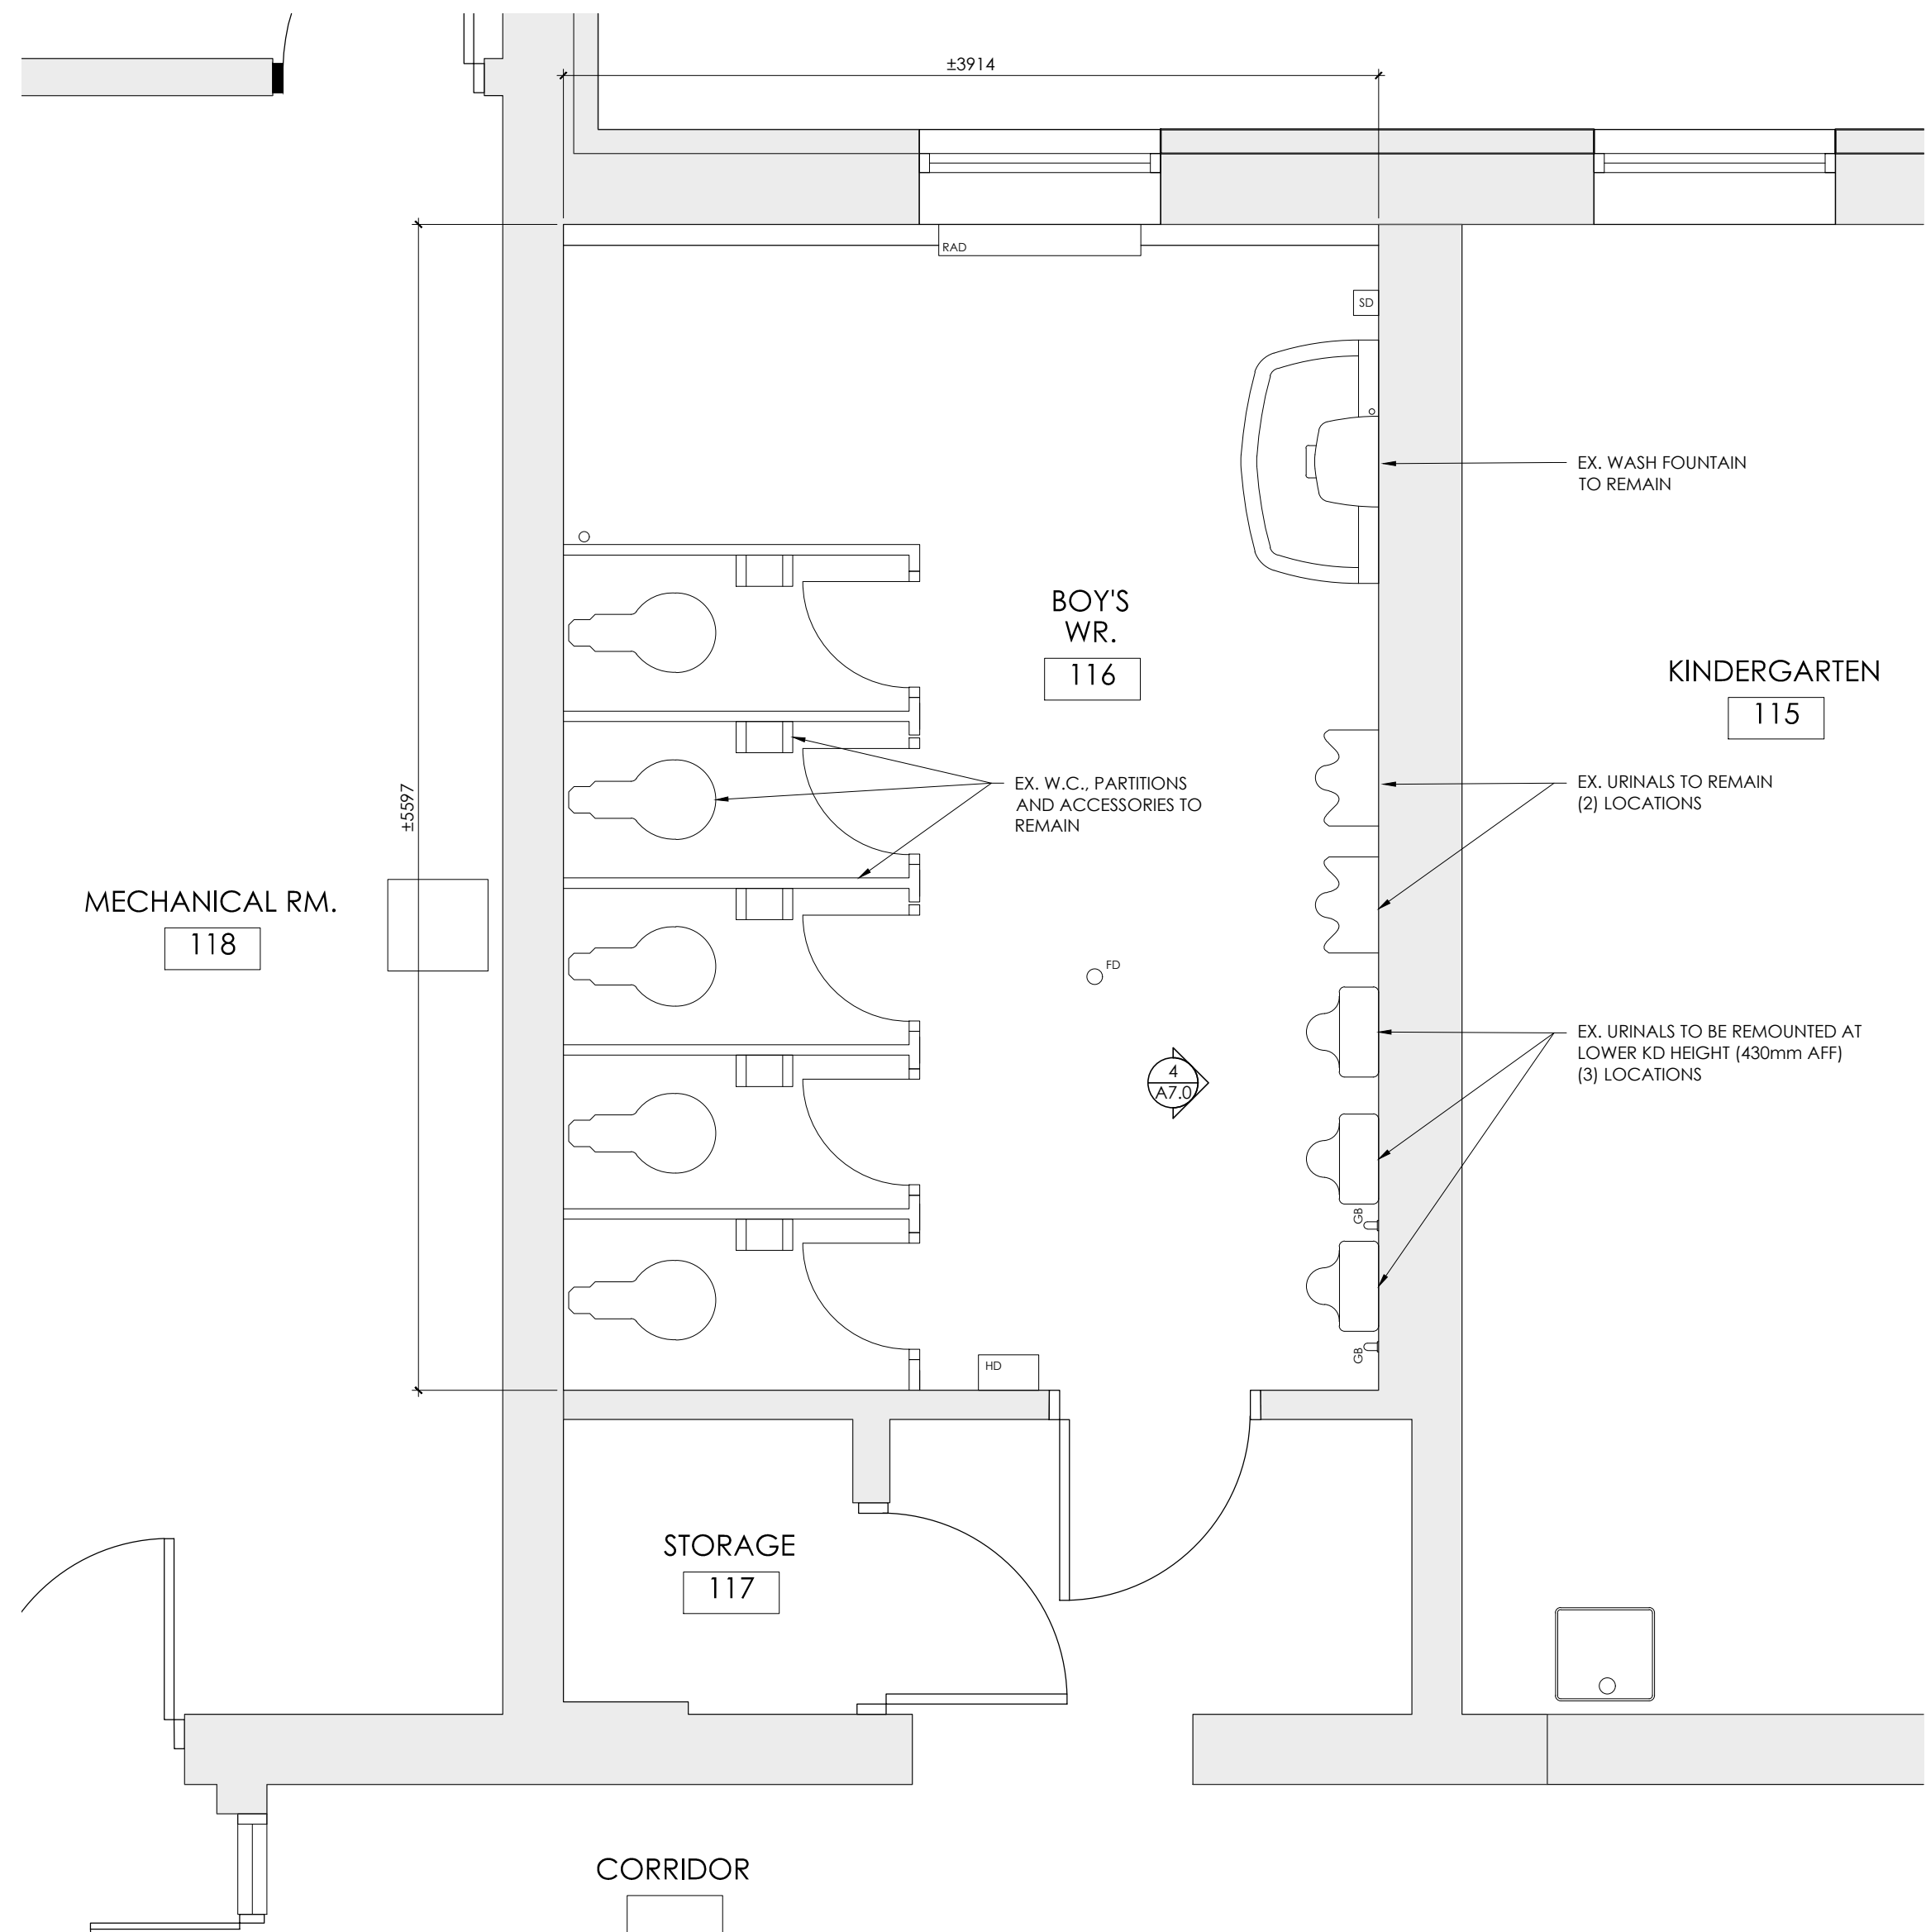 ±3914
RAD
SD
EX. WASH FOUNTAIN
TO REMAIN
BOY'S
WR.
116
KINDERGARTEN
115
EX. W.C., PARTITIONS
AND ACCESSORIES TO
REMAIN
EX. URINALS TO REMAIN
(2) LOCATIONS
±5597
MECHANICAL RM.
118
FD
EX. URINALS TO BE REMOUNTED AT
LOWER KD HEIGHT (430mm AFF)
(3) LOCATIONS
4
A7.0
GB
GB
HD
STORAGE
117
CORRIDOR